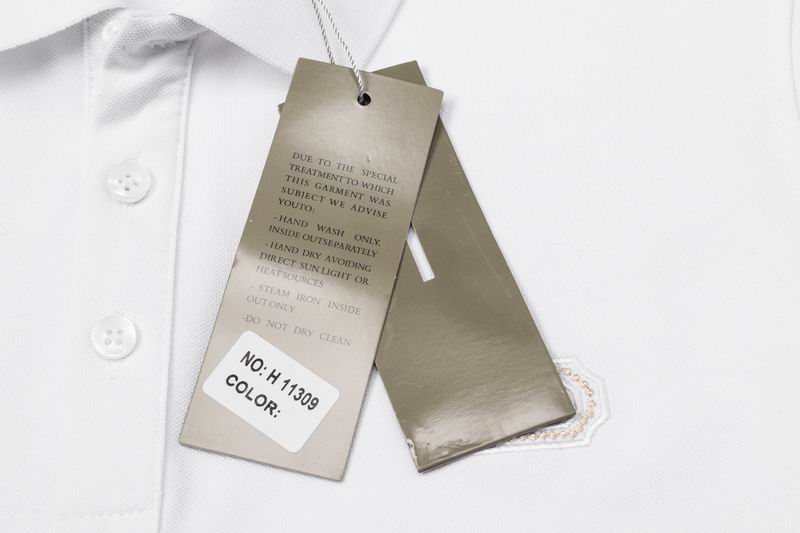 DUE TO THE SPECIAL
TREATMENT TO WHICH
THIS GARMENT WAS
SUBJECT WE ADVISE
YOUTO:
-HAND WASH ONLY,
INSIDE OUTSEPARATELY
-HAND DRY AVOIDING
DIRECT SUN LIGHT OR
HEATSOURCES
- STEAM IRON INSIDE
OUT ONLY
-DO NOT DRY CLEAN
NO: H 11309
COLOR: